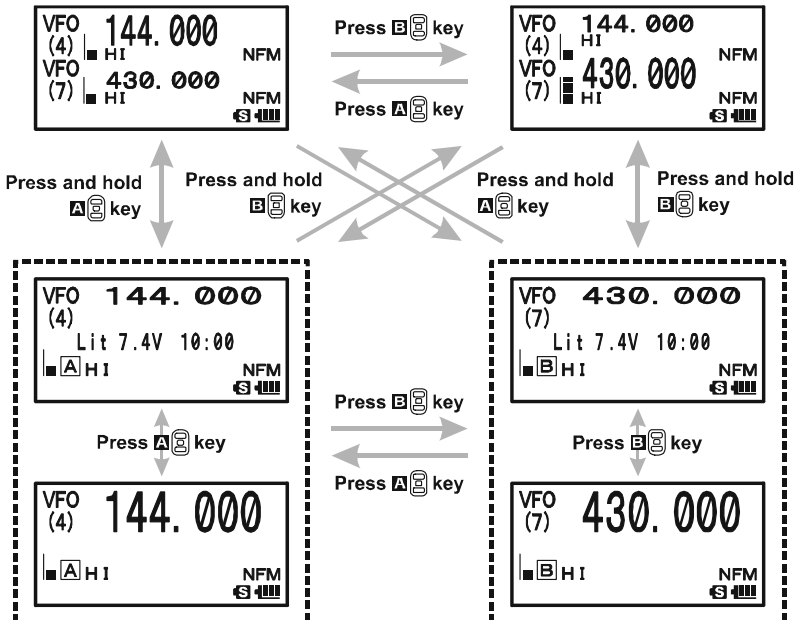 VFO 144. 000
(4) HI NFM
VFO 430. 000
(7) HI NFM
S
Press B key
Press A key
VFO 144. 000
(4) HI NFM
VFO 430. 000
(7) HI NFM
S
Press and hold
A key
Press and hold
B key
Press and hold
A key
Press and hold
B key
VFO 144. 000
(4)
Lit 7.4V 10:00
A HI NFM
S
VFO 430. 000
(7)
Lit 7.4V 10:00
B HI NFM
S
Press A key
Press B key
Press A key
Press B key
VFO 144. 000
(4)
A HI NFM
S
VFO 430. 000
(7)
B HI NFM
S